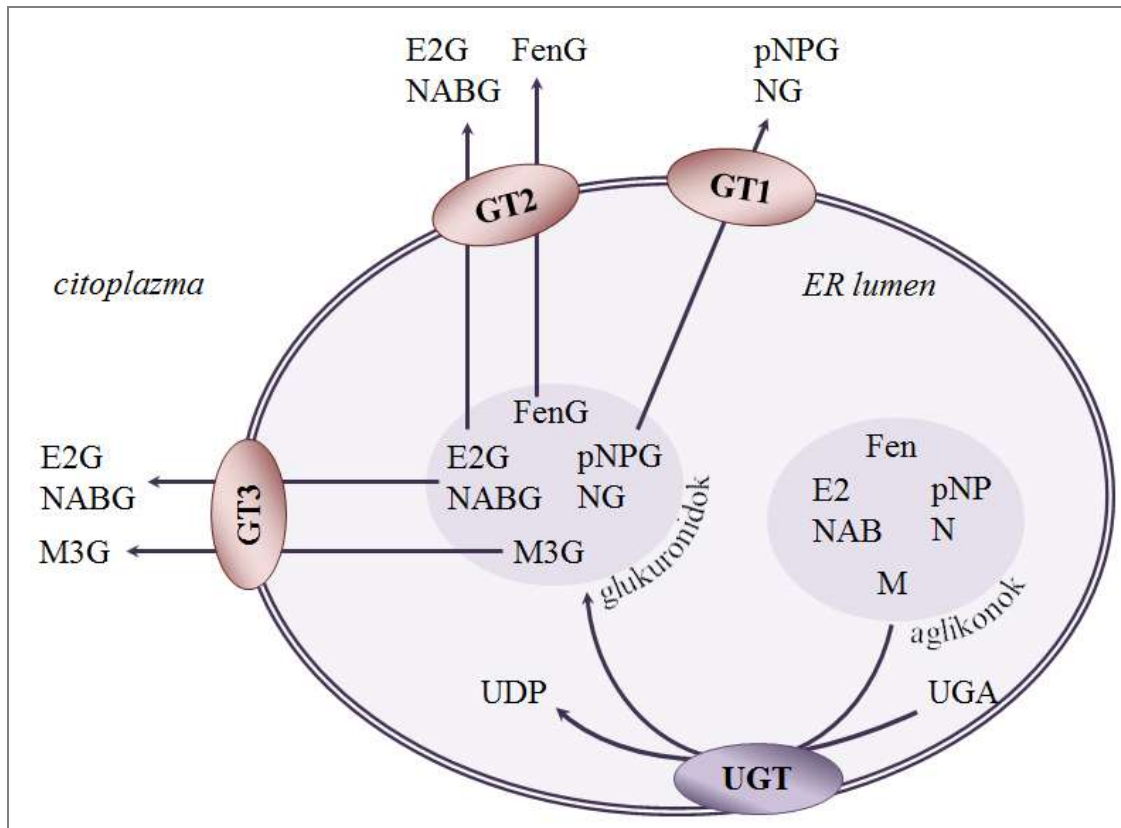 E2G FenG
NABG
pNPG
NG
GT2
GT1
citoplazma
ER lumen
FenG
E2G pNPG
NABG NG
M3G
glukuronidok
E2G
NABG
M3G
GT3
Fen
E2 pNP
NAB N
M
aglikonok
UDP
UGA
UGT